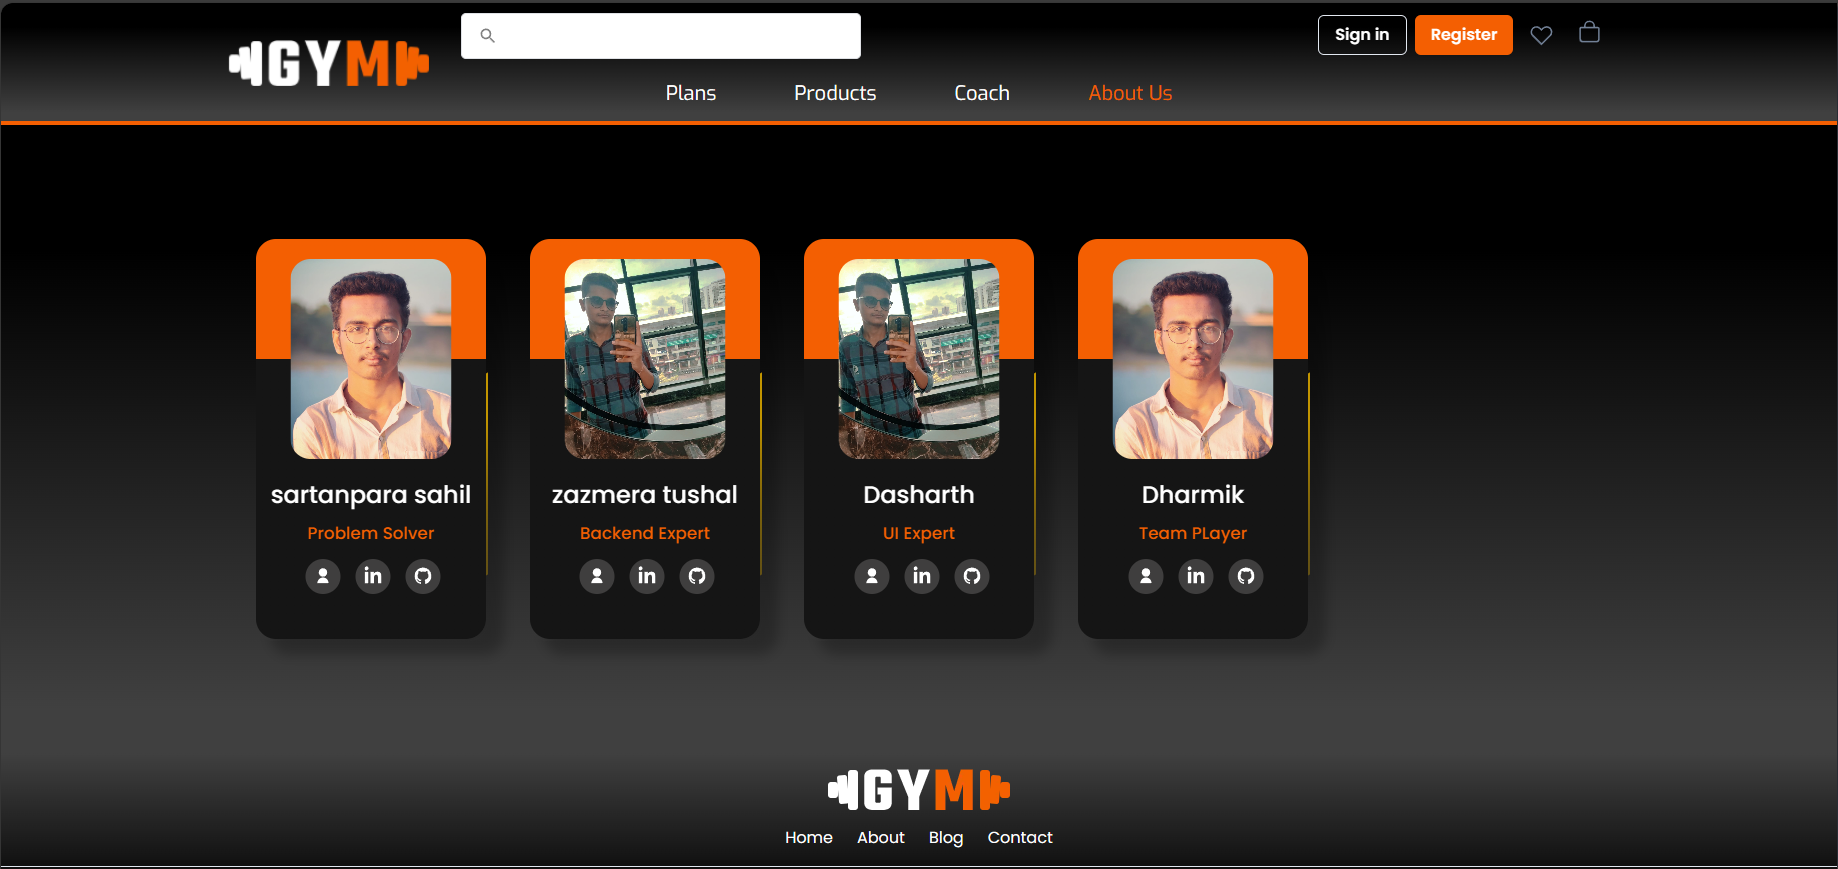 GYM
Sign in
Register
Plans
Products
Coach
About Us
sartanpara sahil
Problem Solver
in
zazmera tushal
Backend Expert
in
Dasharth
UI Expert
in
Dharmik
Team PLayer
in
GYM
Home
About
Blog
Contact